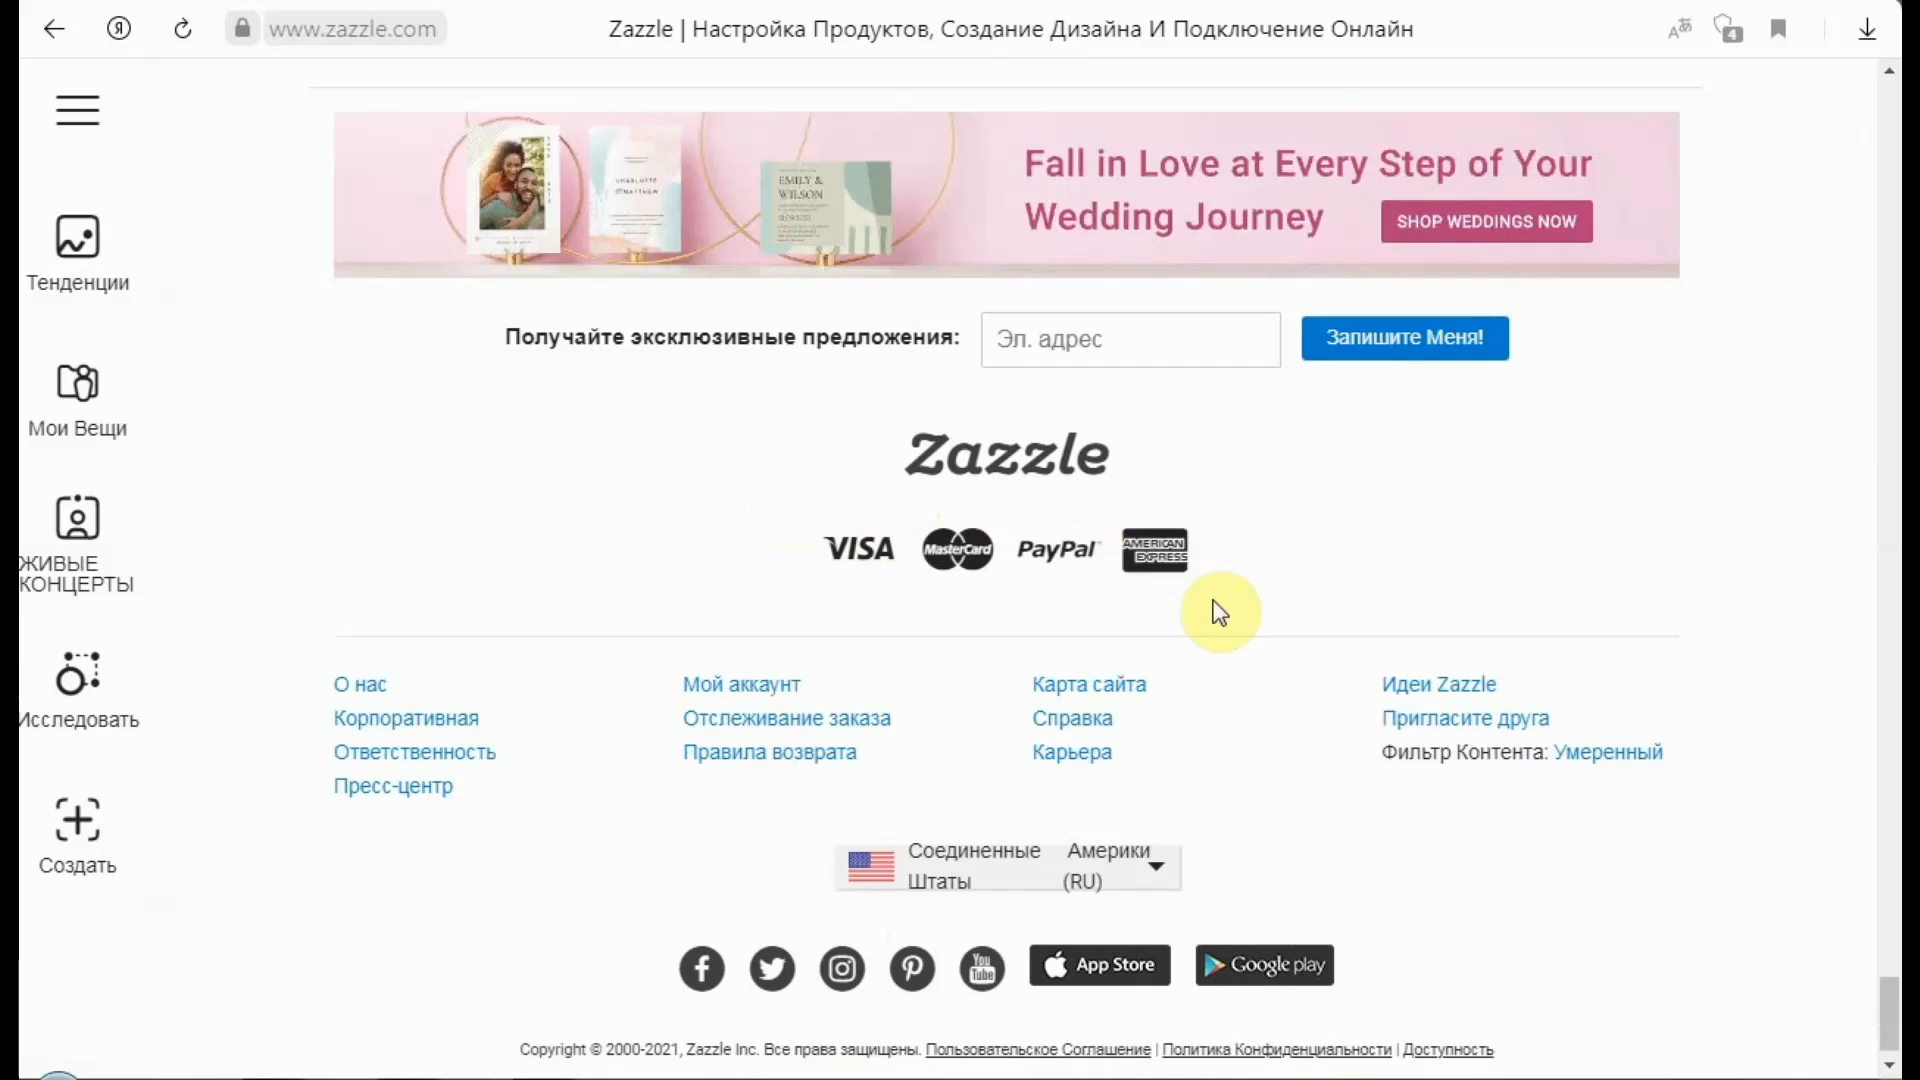 Я
www.zazzle.com
Zazzle | Настройка Продуктов, Создание Дизайна И Подключение Онлайн
4
Fall in Love at Every Step of Your
Wedding Journey
SHOP WEDDINGS NOW
EMILY &
WILSON
Тенденции
Получайте эксклюзивные предложения:
Эл. адрес
Запишите Меня!
Мои Вещи
Zazzle
VISA
MasterCard
PayPal
AMERICAN
EXPRESS
ЖИВЫЕ
КОНЦЕРТЫ
Исследовать
О нас
Корпоративная
Ответственность
Пресс-центр
Мой аккаунт
Отслеживание заказа
Правила возврата
Карта сайта
Справка
Карьера
Идеи Zazzle
Пригласите друга
Фильтр Контента: Умеренный
Создать
Соединенные Америки
Штаты (RU)
You
Tube
App Store
Google play
Copyright © 2000-2021, Zazzle Inc. Все права защищены. Пользовательское Соглашение | Политика Конфиденциальности | Доступность